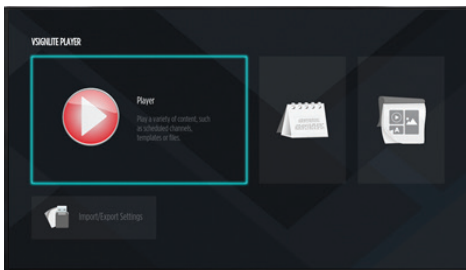 VSIGNLITE PLAYER
Player
Play a variety of content, such
as scheduled channels,
templates or files.
Import/Export Settings